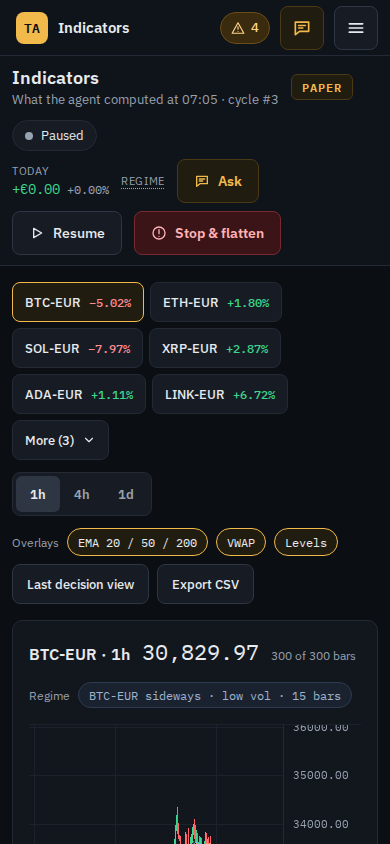 TA Indicators 4
Indicators
What the agent computed at 07:05 · cycle #3 PAPER
Paused
TODAY
+€0.00 +0.00% REGIME Ask
Resume Stop & flatten
BTC-EUR −5.02% ETH-EUR +1.80%
SOL-EUR −7.97% XRP-EUR +2.87%
ADA-EUR +1.11% LINK-EUR +6.72%
More (3)
1h 4h 1d
Overlays EMA 20 / 50 / 200 VWAP Levels
Last decision view Export CSV
BTC-EUR · 1h 30,829.97 300 of 300 bars
Regime BTC-EUR sideways · low vol · 15 bars
36000.00
35000.00
34000.00